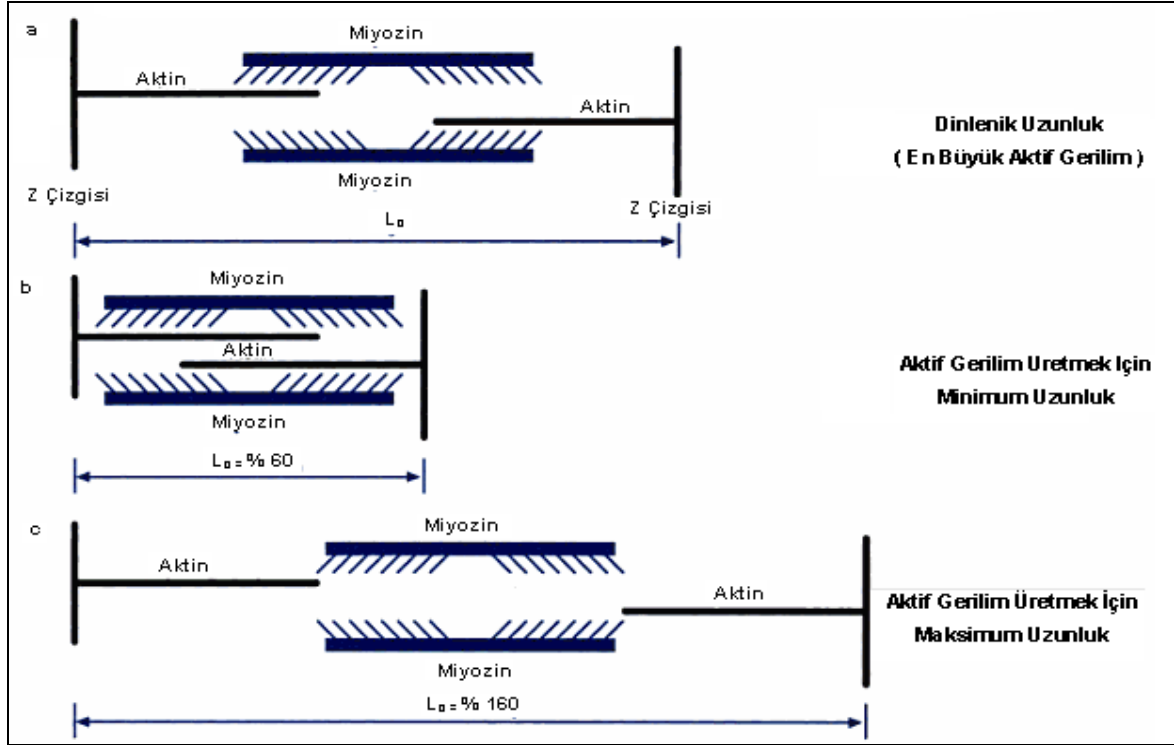 a
Miyozin
Aktin
Aktin
Miyozin
Z Çizgisi
Z Çizgisi
L₀
Dinlenik Uzunluk
( En Büyük Aktif Gerilim )
b
Miyozin
Aktin
Miyozin
L₀ = % 60
Aktif Gerilim Uretmek Için
Minimum Uzunluk
c
Miyozin
Aktin
Aktin
Miyozin
L₀ = % 160
Aktif Gerilim Üretmek İçin
Maksimum Uzunluk